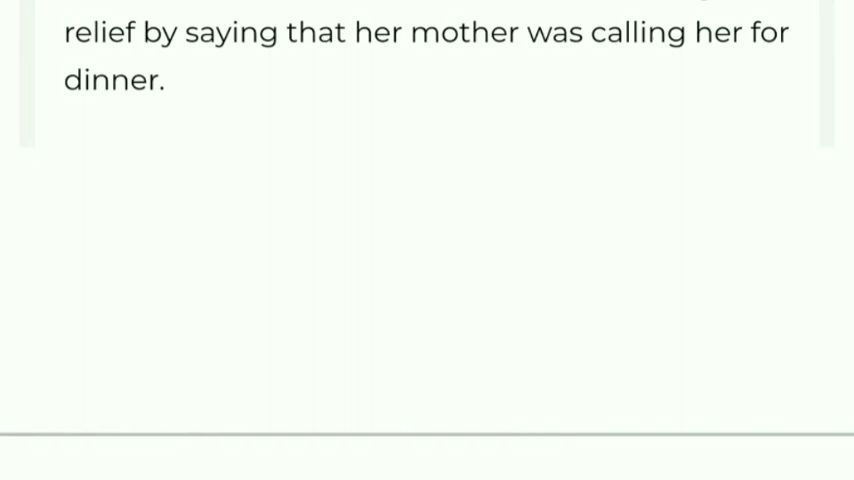 relief by saying that her mother was calling her for
dinner.